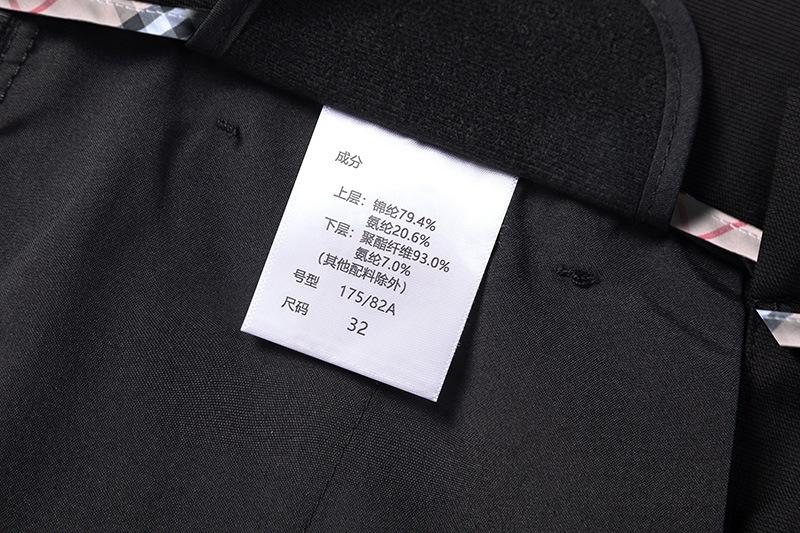 成分
上层：锦纶79.4%
氨纶20.6%
下层：聚酯纤维93.0%
氨纶7.0%
(其他配料除外)
号型 175/82A
尺码 32